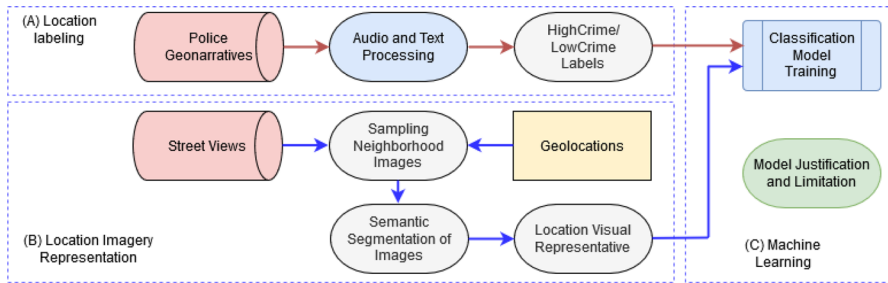 (A) Location
labeling
Police
Geonarratives
Audio and Text
Processing
HighCrime/
LowCrime
Labels
Classification
Model
Training
Street Views
Sampling
Neighborhood
Images
Geolocations
Model Justification
and Limitation
(B) Location Imagery
Representation
Semantic
Segmentation of
Images
Location Visual
Representative
(C) Machine
Learning